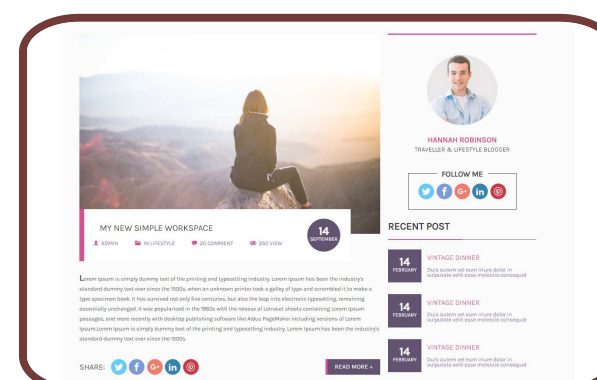 MY NEW SIMPLE WORKSPACE
ADMIN IN LIFESTYLE 20 COMMENT 250 VIEW
14
SEPTEMBER
Lorem Ipsum is simply dummy text of the printing and typesetting industry. Lorem Ipsum has been the industry's
standard dummy text ever since the 1500s, when an unknown printer took a galley of type and scrambled it to make a
type specimen book. It has survived not only five centuries, but also the leap into electronic typesetting, remaining
essentially unchanged. It was popularised in the 1960s with the release of Letraset sheets containing Lorem Ipsum
passages, and more recently with desktop publishing software like Aldus PageMaker including versions of Lorem
Ipsum.Lorem Ipsum is simply dummy text of the printing and typesetting industry. Lorem Ipsum has been the industry's
standard dummy text ever since the 1500s.
SHARE: f G+ in
READ MORE »
HANNAH ROBINSON
TRAVELLER & LIFESTYLE BLOGGER
FOLLOW ME
f G+ in
RECENT POST
14
FEBRUARY
VINTAGE DINNER
Duis autem vel eum iriure dolor in
vulputate velit esse molestie consequat
14
FEBRUARY
VINTAGE DINNER
Duis autem vel eum iriure dolor in
vulputate velit esse molestie consequat
14
FEBRUARY
VINTAGE DINNER
Duis autem vel eum iriure dolor in
vulputate velit esse molestie consequat